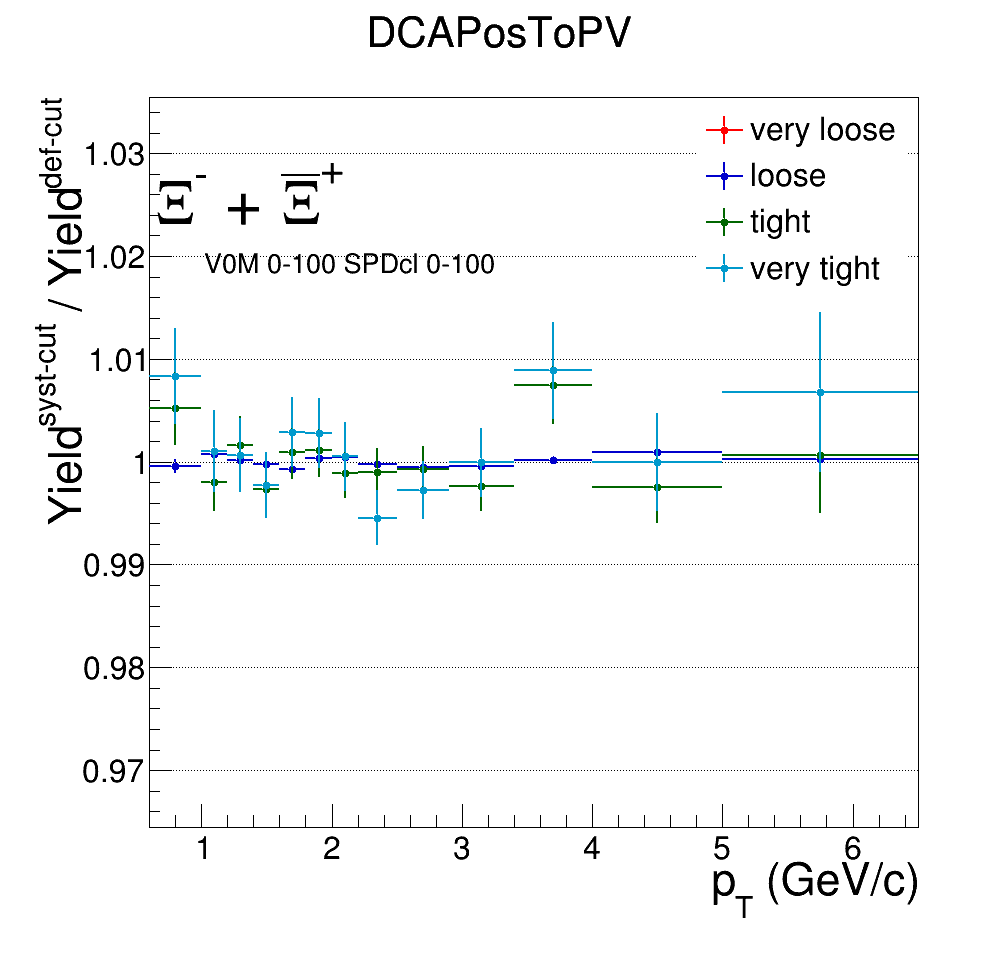 DCAPosToPV
Yield^syst-cut / Yield^def-cut
1.03
1.02
1.01
1
0.99
0.98
0.97
Ξ⁻ + Ξ̅⁺
V0M 0-100 SPDcl 0-100
very loose
loose
tight
very tight
1 2 3 4 5 6
p_T (GeV/c)